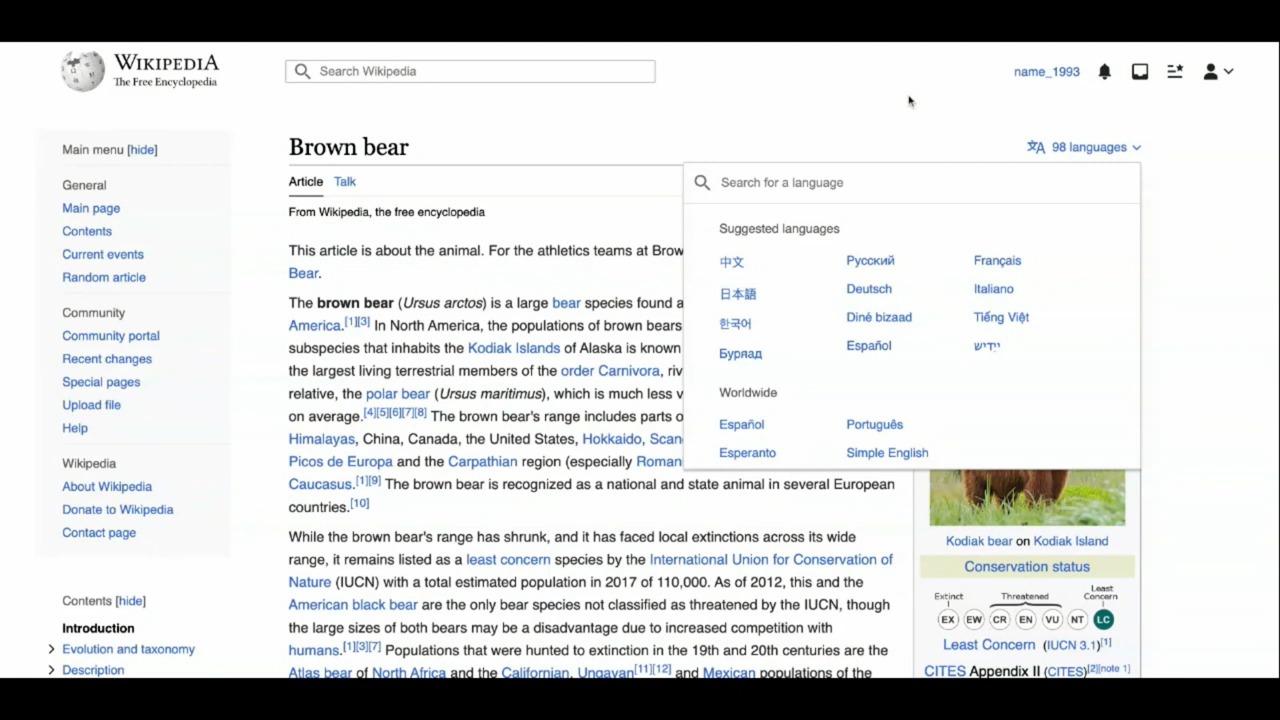 WIKIPEDIA
The Free Encyclopedia
Search Wikipedia
name_1993
Main menu [hide]
General
Main page
Contents
Current events
Random article
Community
Community portal
Recent changes
Special pages
Upload file
Help
Wikipedia
About Wikipedia
Donate to Wikipedia
Contact page
Contents [hide]
Introduction
Evolution and taxonomy
Description
Brown bear
98 languages
Article Talk
From Wikipedia, the free encyclopedia
This article is about the animal. For the athletics teams at Brow
Bear.
The brown bear (Ursus arctos) is a large bear species found a
America.[1][3] In North America, the populations of brown bears
subspecies that inhabits the Kodiak Islands of Alaska is known
the largest living terrestrial members of the order Carnivora, riv
relative, the polar bear (Ursus maritimus), which is much less v
on average.[4][5][6][7][8] The brown bear's range includes parts o
Himalayas, China, Canada, the United States, Hokkaido, Scan
Picos de Europa and the Carpathian region (especially Roman
Caucasus.[1][9] The brown bear is recognized as a national and state animal in several European
countries.[10]
While the brown bear's range has shrunk, and it has faced local extinctions across its wide
range, it remains listed as a least concern species by the International Union for Conservation of
Nature (IUCN) with a total estimated population in 2017 of 110,000. As of 2012, this and the
American black bear are the only bear species not classified as threatened by the IUCN, though
the large sizes of both bears may be a disadvantage due to increased competition with
humans.[1][3][7] Populations that were hunted to extinction in the 19th and 20th centuries are the
Atlas bear of North Africa and the Californian, Ungavan[11][12] and Mexican populations of the
Search for a language
Suggested languages
中文 Русский Français
日本語 Deutsch Italiano
한국어 Diné bizaad Tiếng Việt
Буряад Español ייִדיש
Worldwide
Español Português
Esperanto Simple English
Kodiak bear on Kodiak Island
Conservation status
Extinct Threatened Least
Concern
EX EW CR EN VU NT LC
Least Concern (IUCN 3.1)[1]
CITES Appendix II (CITES)[2][note 1]